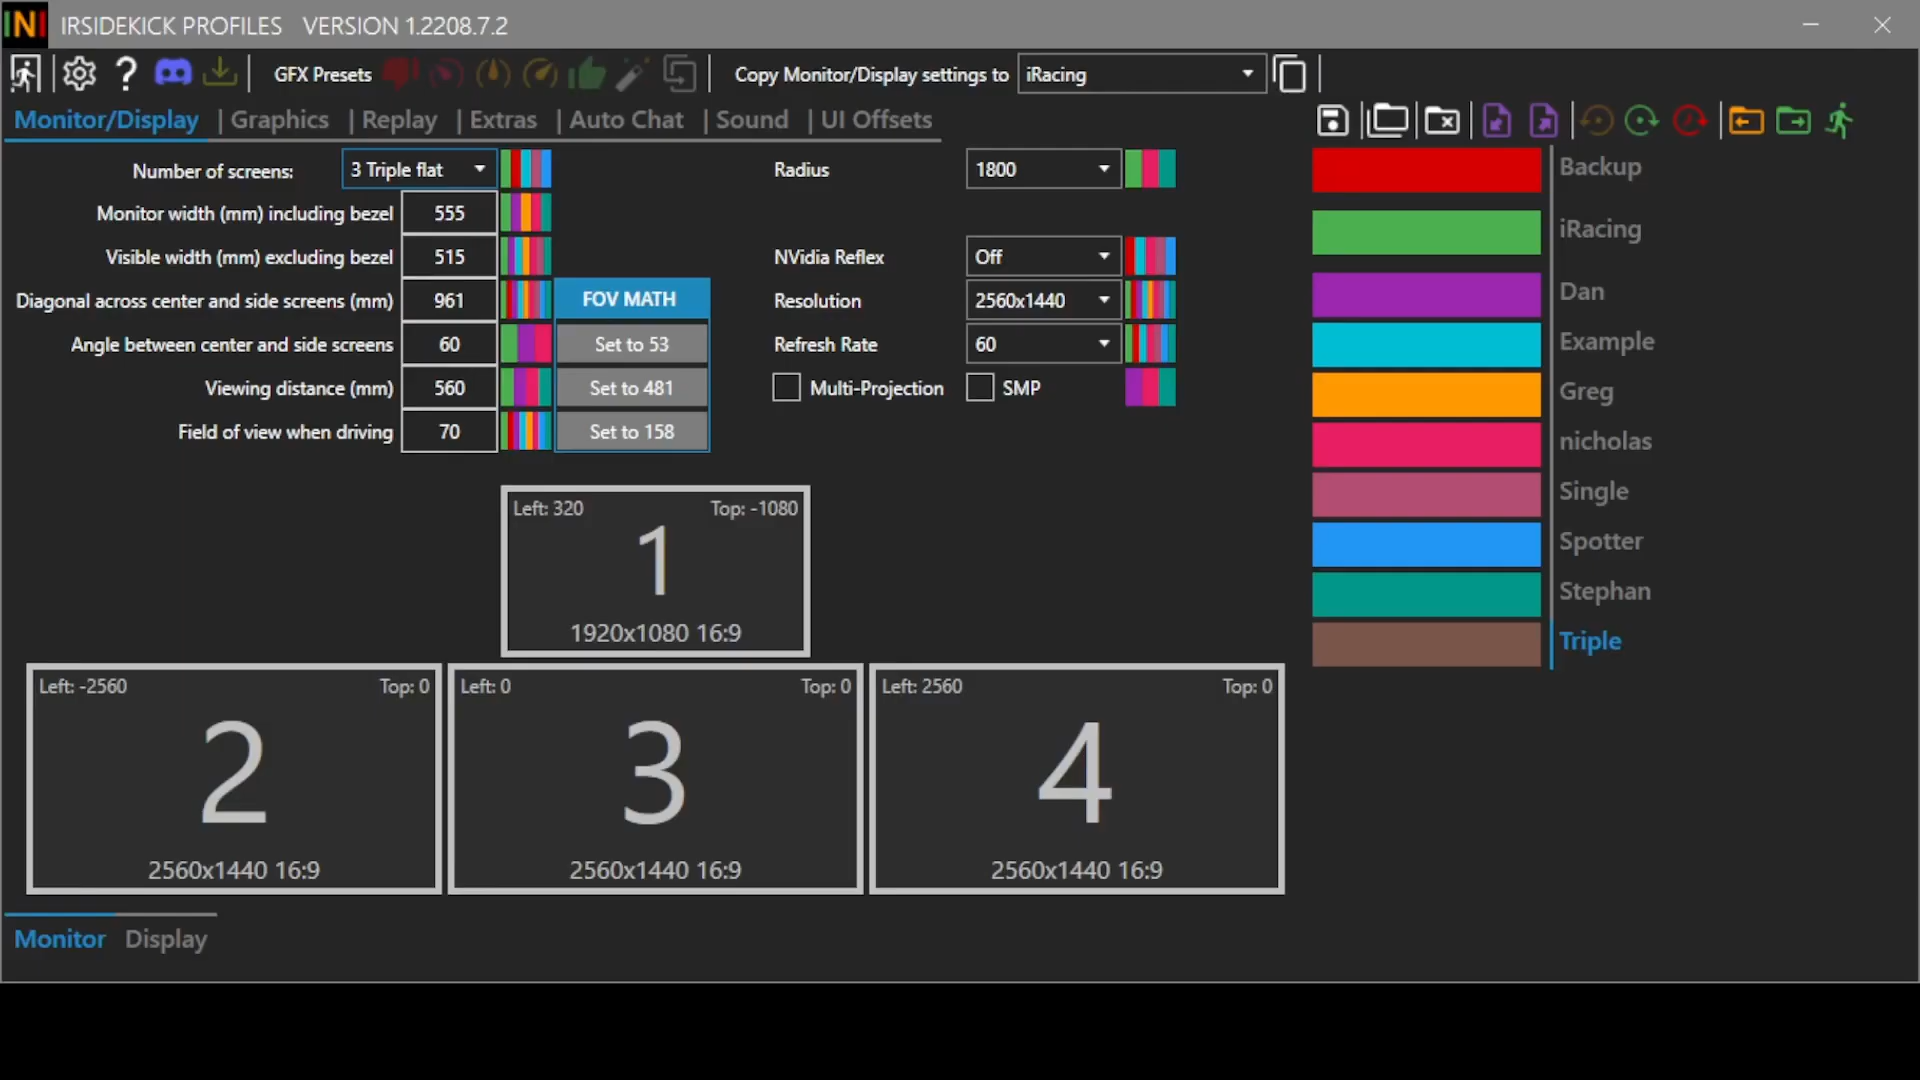 INI IRSIDEKICK PROFILES VERSION 1.2208.7.2
? GFX Presets Copy Monitor/Display settings to iRacing
Monitor/Display | Graphics | Replay | Extras | Auto Chat | Sound | UI Offsets
Number of screens: 3 Triple flat
Monitor width (mm) including bezel 555
Visible width (mm) excluding bezel 515
Diagonal across center and side screens (mm) 961 FOV MATH
Angle between center and side screens 60 Set to 53
Viewing distance (mm) 560 Set to 481
Field of view when driving 70 Set to 158
Radius 1800
NVidia Reflex Off
Resolution 2560x1440
Refresh Rate 60
Multi-Projection SMP
Left: 320 Top: -1080
1
1920x1080 16:9
Left: -2560 Top: 0
2
2560x1440 16:9
Left: 0 Top: 0
3
2560x1440 16:9
Left: 2560 Top: 0
4
2560x1440 16:9
Monitor Display
Backup
iRacing
Dan
Example
Greg
nicholas
Single
Spotter
Stephan
Triple